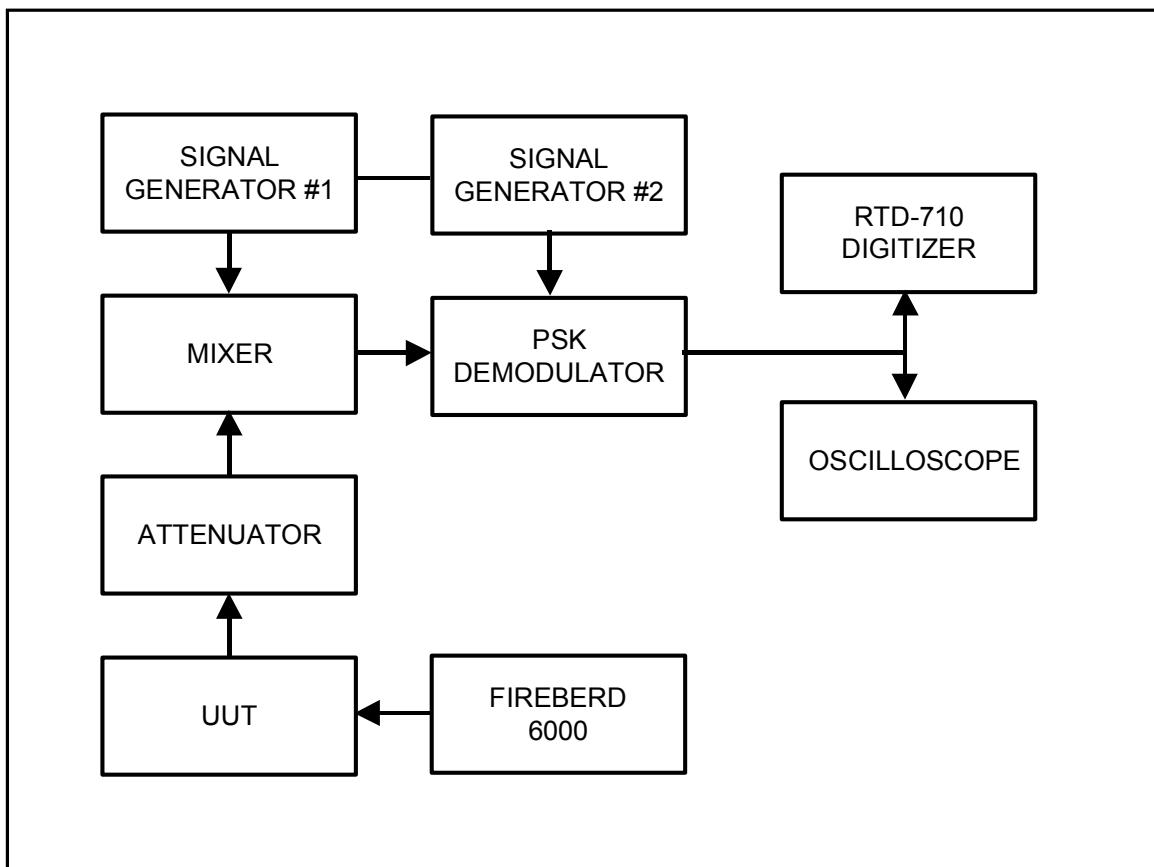 SIGNAL
GENERATOR #1
SIGNAL
GENERATOR #2
RTD-710
DIGITIZER
MIXER
PSK
DEMODULATOR
OSCILLOSCOPE
ATTENUATOR
UUT
FIREBERD
6000